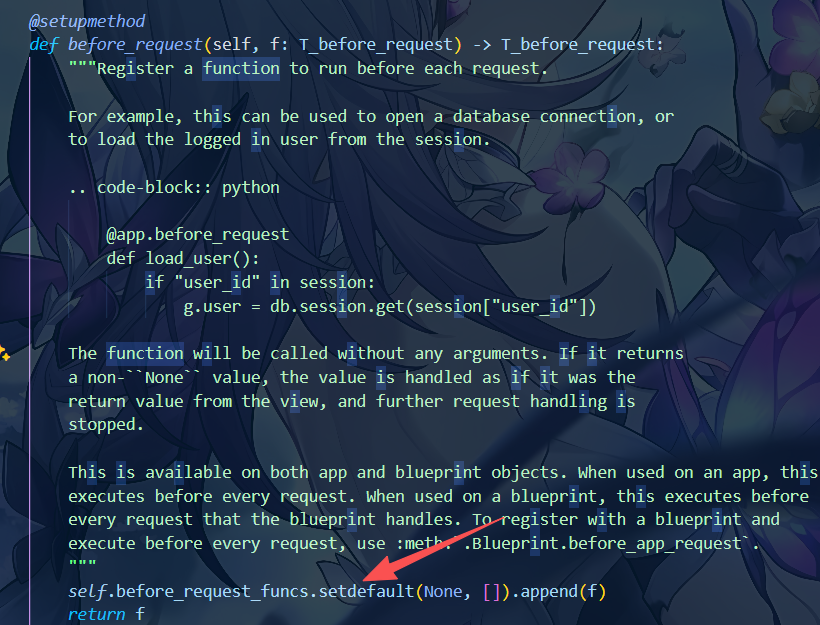 @setupmethod
def before_request(self, f: T_before_request) -> T_before_request:
"""Register a function to run before each request.
For example, this can be used to open a database connection, or
to load the logged in user from the session.
.. code-block:: python
@app.before_request
def load_user():
if "user_id" in session:
g.user = db.session.get(session["user_id"])
The function will be called without any arguments. If it returns
a non-``None`` value, the value is handled as if it was the
return value from the view, and further request handling is
stopped.
This is available on both app and blueprint objects. When used on an app, this
executes before every request. When used on a blueprint, this executes before
every request that the blueprint handles. To register with a blueprint and
execute before every request, use :meth:`.Blueprint.before_app_request`.
"""
self.before_request_funcs.setdefault(None, []).append(f)
return f